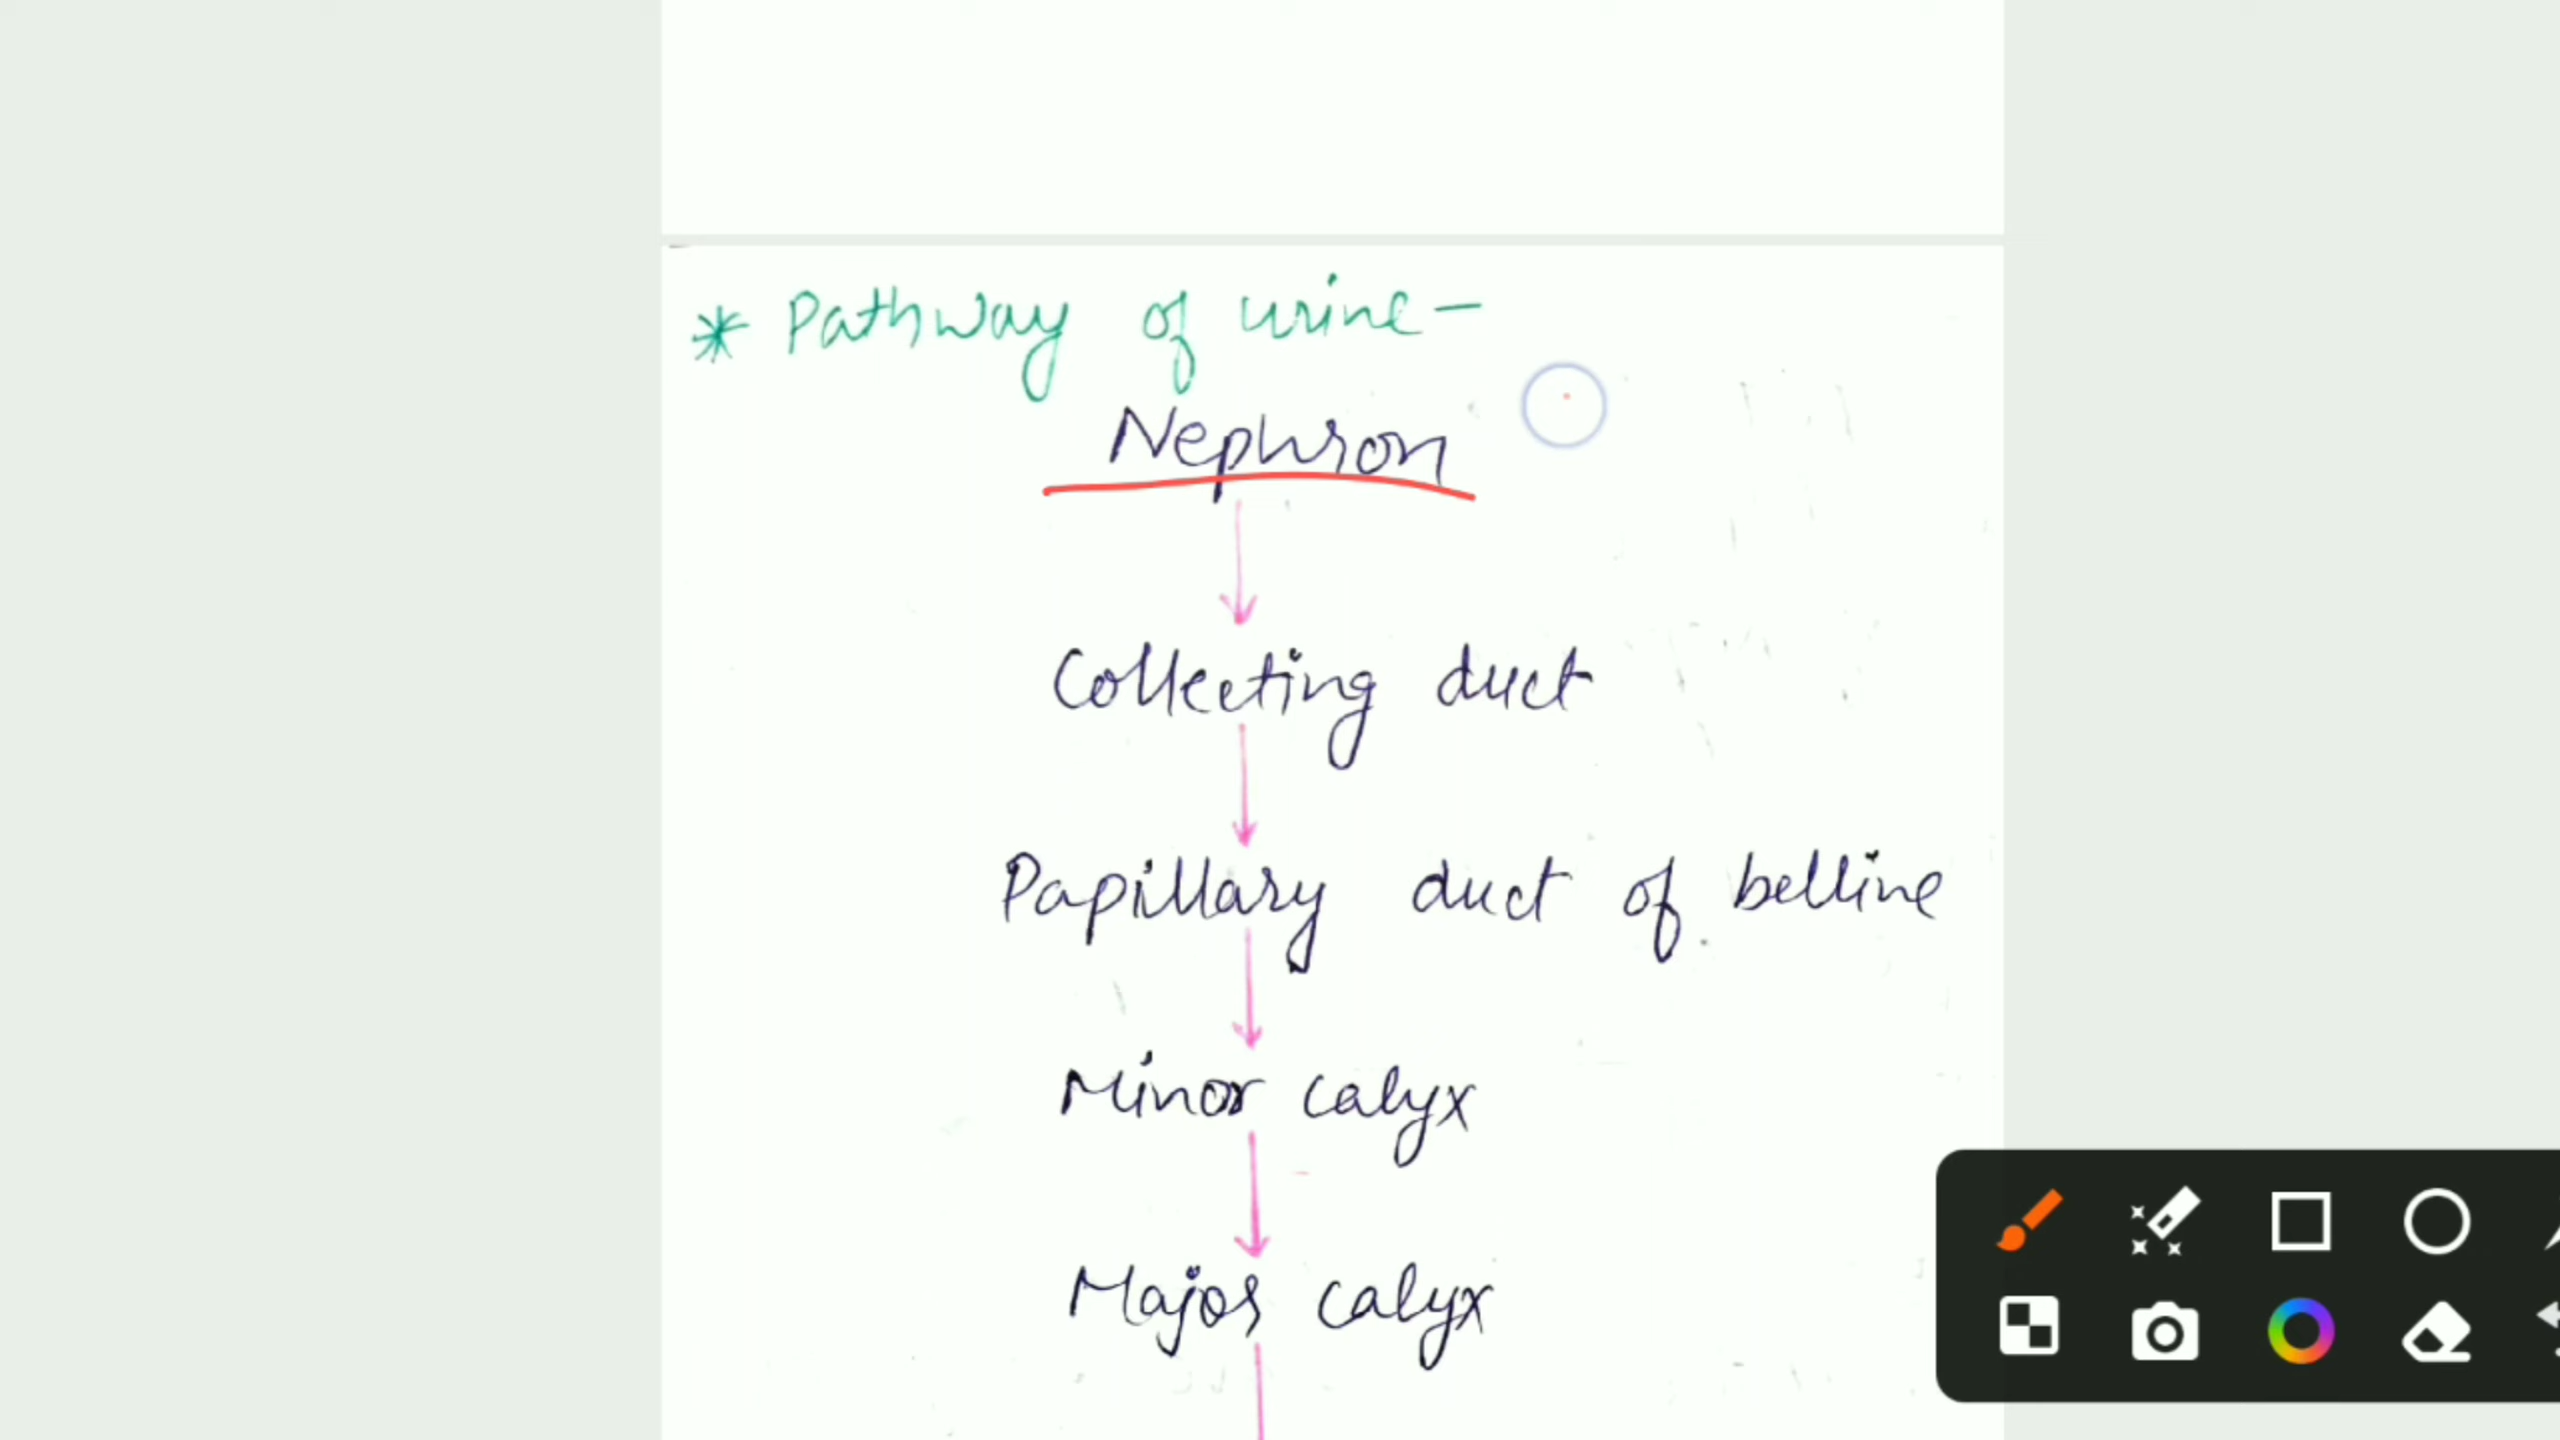 * Pathway of urine -
Nephron
Collecting duct
Papillary duct of belline
Minor calyx
Major calyx